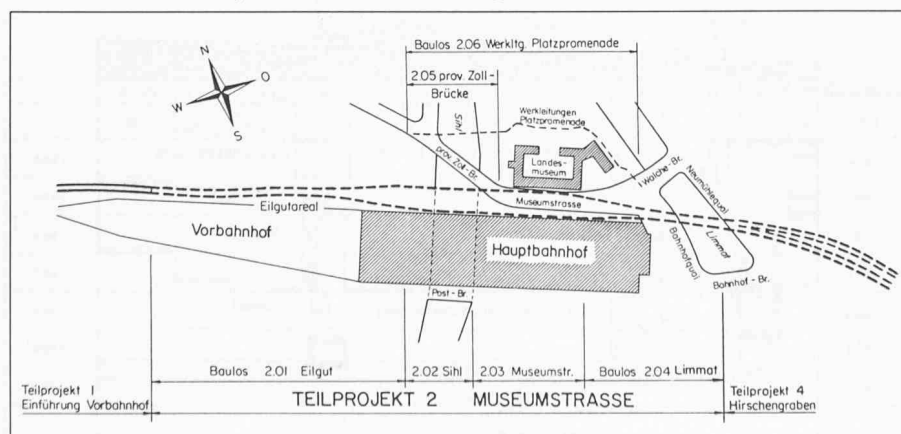 N
O
W
S
Baulos 2.06 Werkltg. Platzpromenade
2.05 prov. Zoll-
Brücke
Sihl
Werkleitungen
Platzpromenade
prov. Zoll-Br.
Landes-
museum
Walche-Br.
Neumühlequai
Museumstrasse
Eilgutareal
Vorbahnhof
Hauptbahnhof
Limmat
Bahnhofquai
Bahnhof-Br.
Post-Br.
Baulos 2.01 Eilgut
2.02 Sihl
2.03 Museumstr.
Baulos 2.04 Limmat
Teilprojekt 1
Einführung Vorbahnhof
TEILPROJEKT 2 MUSEUMSTRASSE
Teilprojekt 4
Hirschengraben